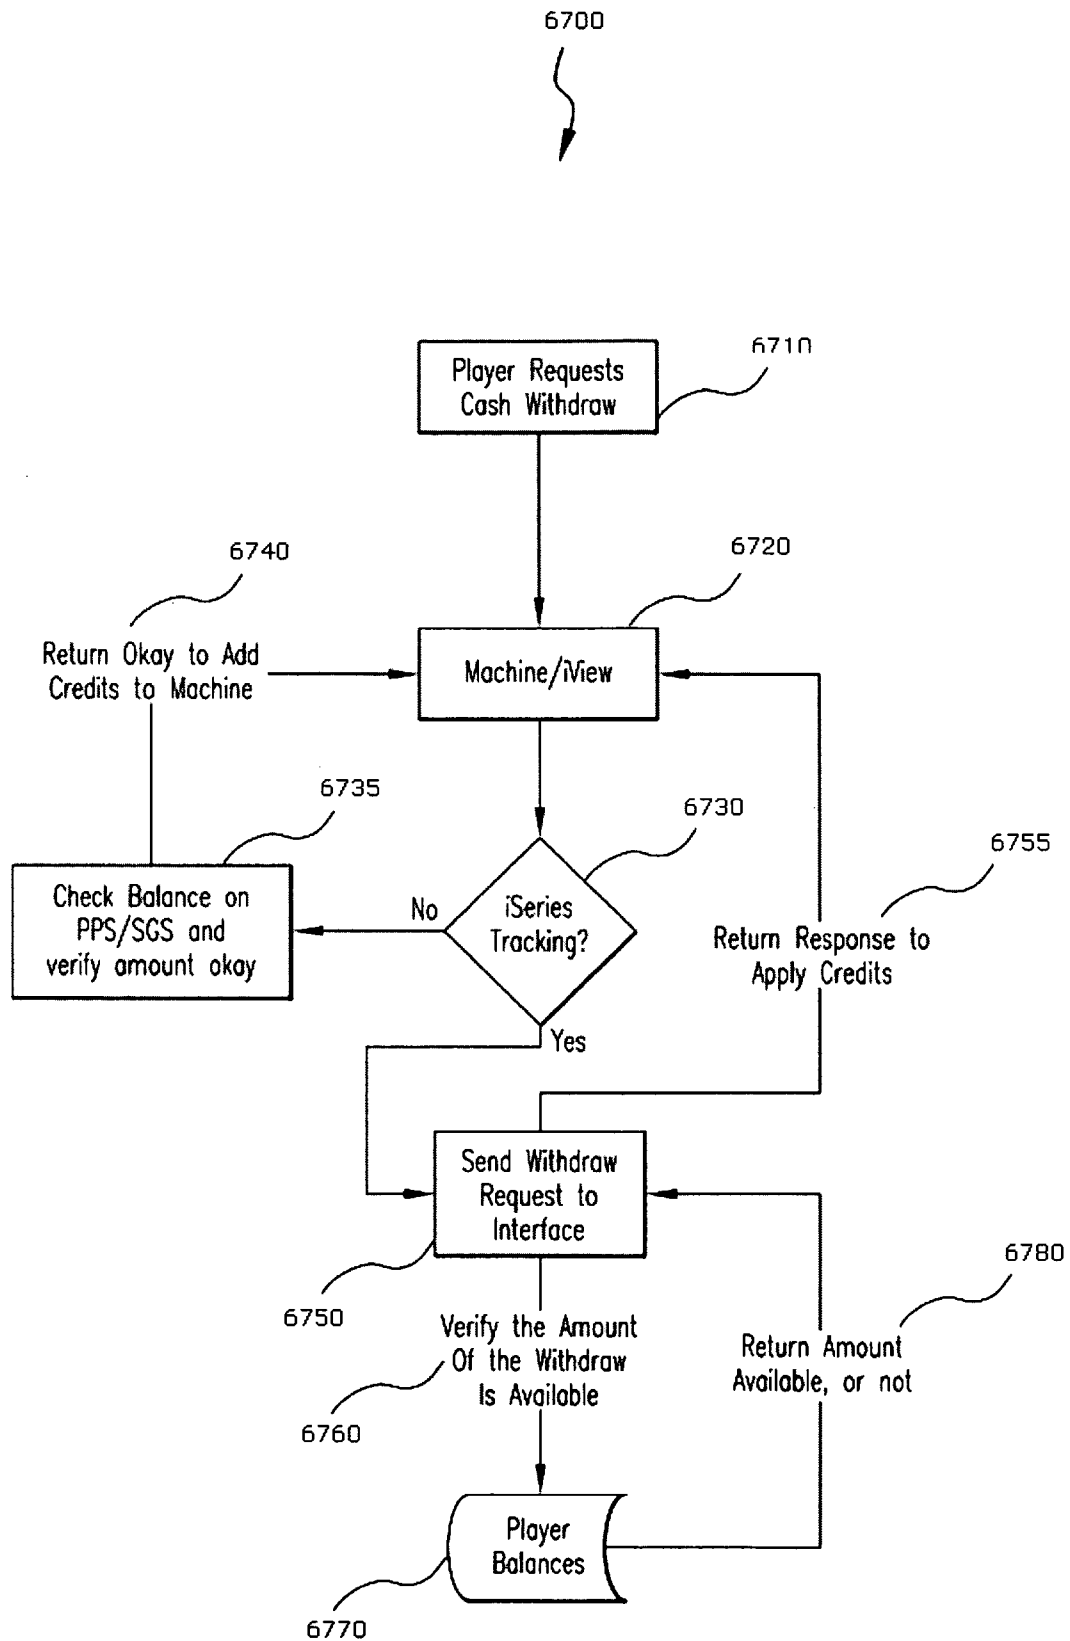 6700
6710
Player Requests
Cash Withdraw
6740
6720
Return Okay to Add
Credits to Machine
Machine/iView
6735
6730
6755
Check Balance on
PPS/SGS and
verify amount okay
No
iSeries
Tracking?
Return Response to
Apply Credits
Yes
Send Withdraw
Request to
Interface
6750
6780
Verify the Amount
Of the Withdraw
Is Available
Return Amount
Available, or not
6760
Player
Balances
6770